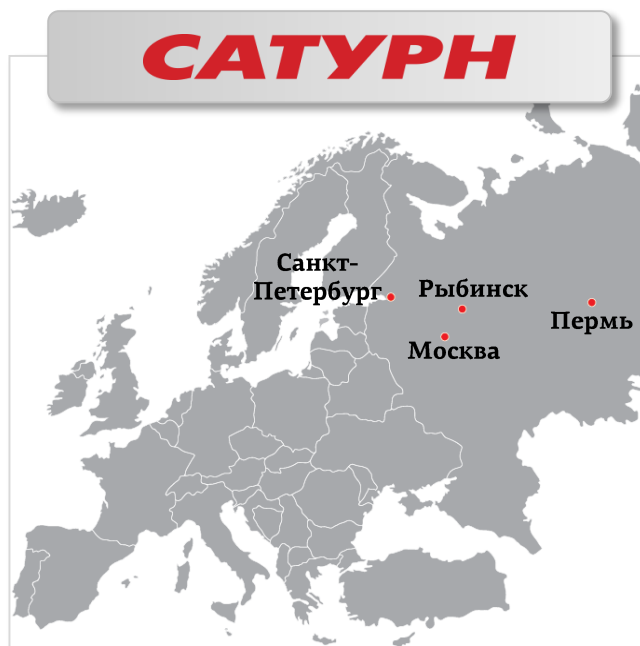 САТУРН
Санкт-
Петербург
Рыбинск
Пермь
Москва